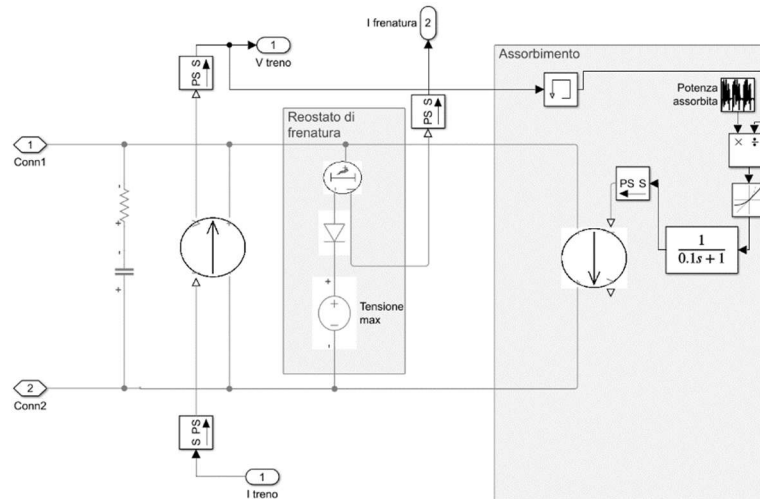 I frenatura
2
1
V treno
PS S
PS S
Assorbimento
Potenza
assorbita
× ÷
Reostato di
frenatura
1
Conn1
PS S
1
0.1s + 1
- + - +
+
+
−
-
Tensione
max
2
Conn2
S PS
1
I treno